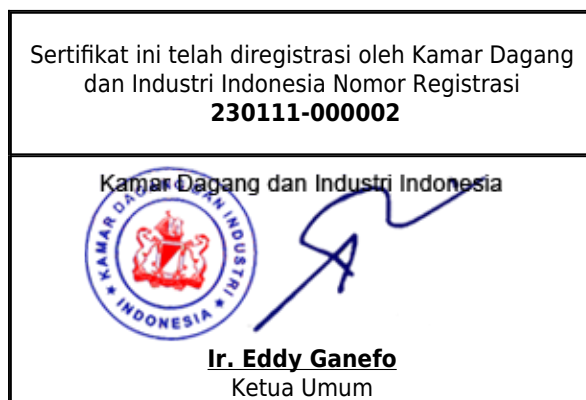 Sertifikat ini telah diregistrasi oleh Kamar Dagang
dan Industri Indonesia Nomor Registrasi
230111-000002
Kamar Dagang dan Industri Indonesia
KAMAR DAGANG DAN INDUSTRI
INDONESIA
Ir. Eddy Ganefo
Ketua Umum